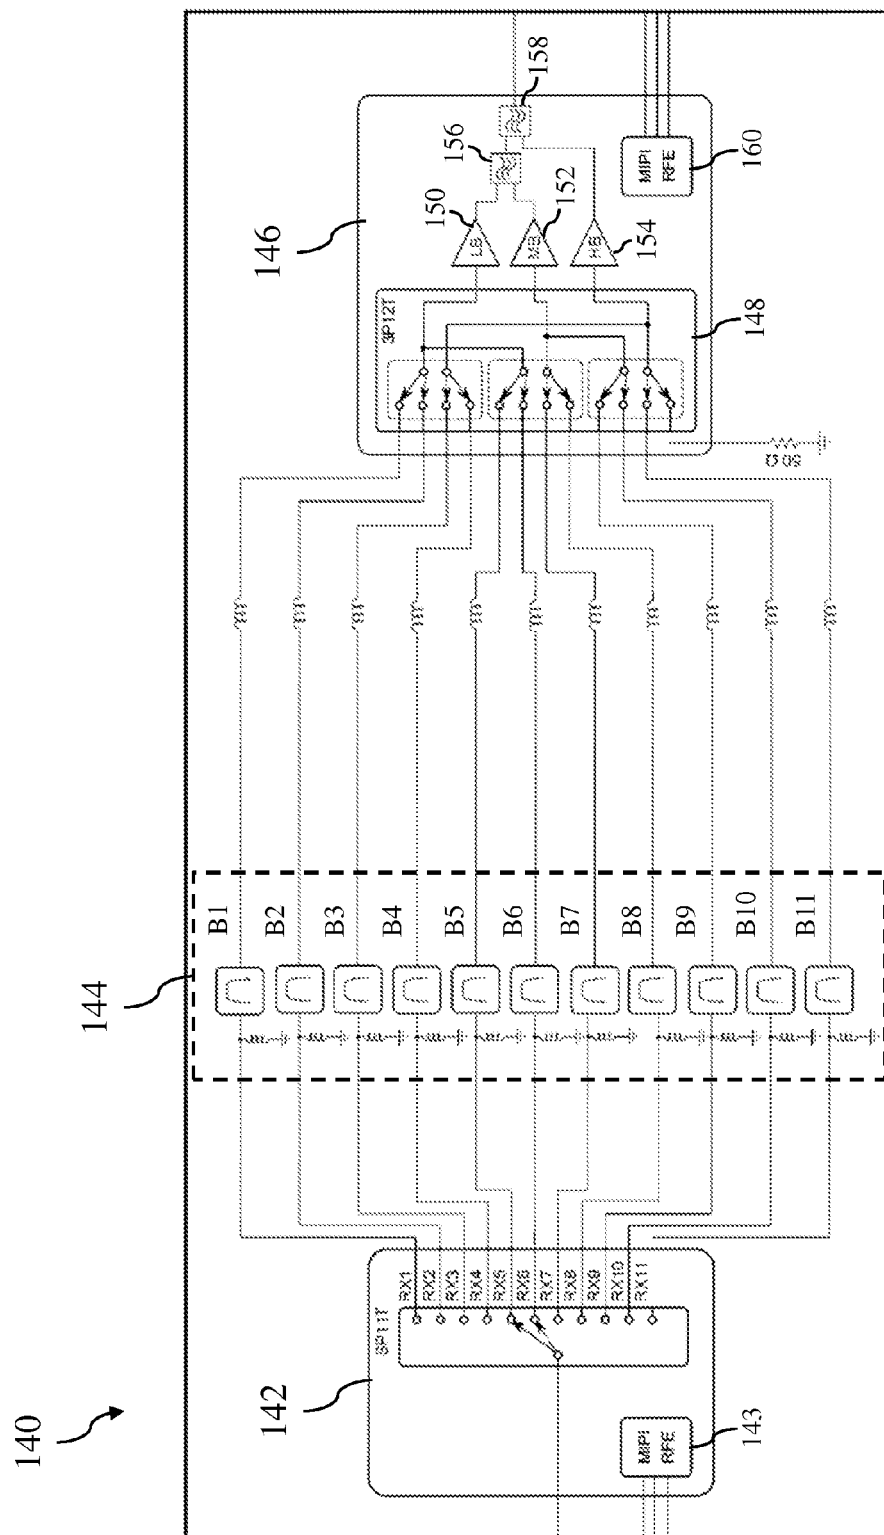 140
142
SP11T
RX1
RX2
RX3
RX4
RX5
RX6
RX7
RX8
RX9
RX10
RX11
MIPI
RFE
143
144
B1
B2
B3
B4
B5
B6
B7
B8
B9
B10
B11
146
3P12T
148
50 Ω
LB
150
MB
152
HB
154
156
158
MIPI
RFE
160